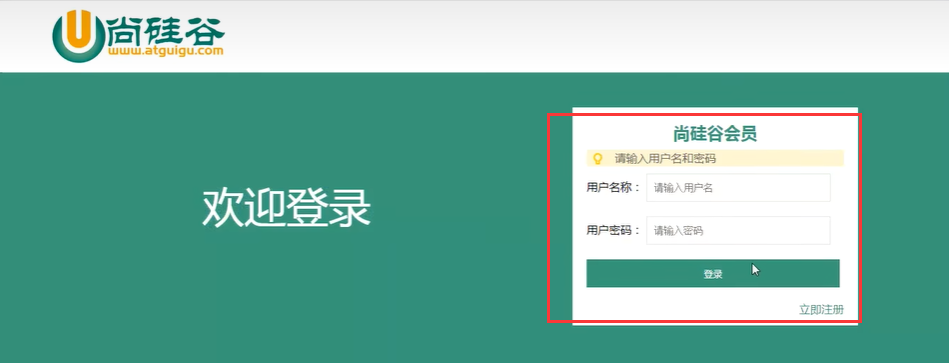 尚硅谷
www.atguigu.com
欢迎登录
尚硅谷会员
请输入用户名和密码
用户名称： 请输入用户名
用户密码： 请输入密码
登录
立即注册